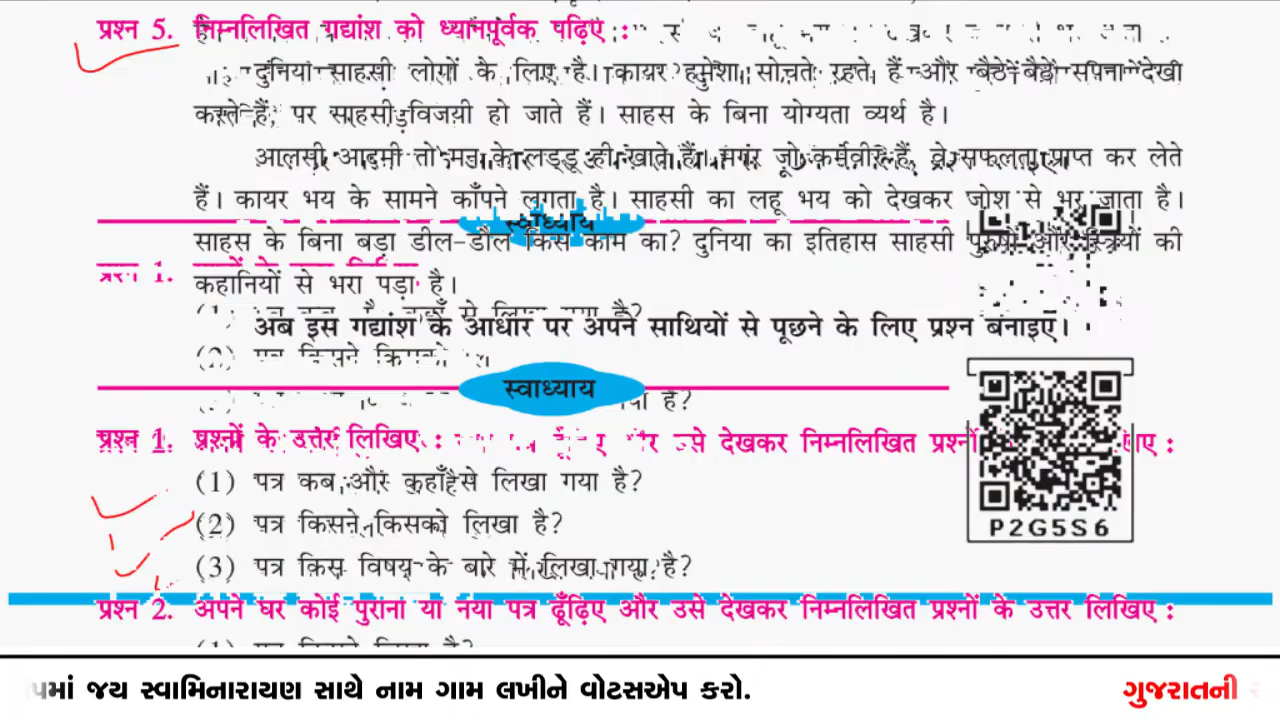 प्रश्न 5. निम्नलिखित गद्यांश को ध्यानपूर्वक पढ़िए :
दुनिया साहसी लोगों के लिए है। कायर हमेशा सोचते रहते हैं और बैठे-बैठे सपना देखा
करते हैं, पर साहसी विजयी हो जाते हैं। साहस के बिना योग्यता व्यर्थ है।
आलसी आदमी तो मन के लड्डू ही खाते हैं। मगर जो कर्मवीर हैं, वे सफलता प्राप्त कर लेते
हैं। कायर भय के सामने काँपने लगता है। साहसी का लहू भय को देखकर जोश से भर जाता है।
स्वाध्याय
साहस के बिना बड़ा डील-डौल किस काम का? दुनिया का इतिहास साहसी पुरुषों और स्त्रियों की
कहानियों से भरा पड़ा है।
अब इस गद्यांश के आधार पर अपने साथियों से पूछने के लिए प्रश्न बनाइए।
स्वाध्याय
प्रश्न 1. प्रश्नों के उत्तर लिखिए :
और उसे देखकर निम्नलिखित प्रश्नों
(1) पत्र कब और कहाँ से लिखा गया है?
(2) पत्र किसने किसको लिखा है?
P2G5S6
(3) पत्र किस विषय के बारे में लिखा गया है?
प्रश्न 2. अपने घर कोई पुराना या नया पत्र ढूँढ़िए और उसे देखकर निम्नलिखित प्रश्नों के उत्तर लिखिए :
જય સ્વામિનારાયણ સાથે નામ ગામ લખીને વોટસએપ કરો.
ગુજરાતની